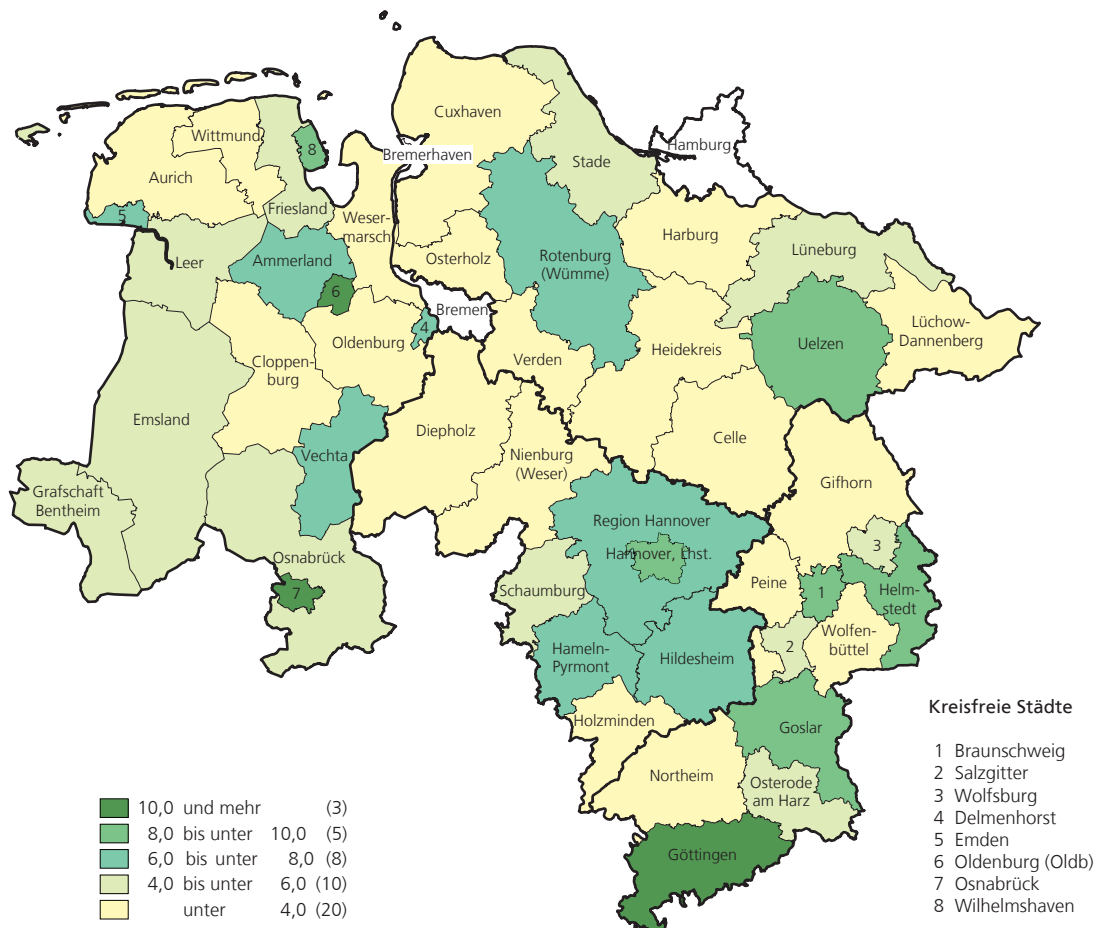 Cuxhaven
Hamburg
Wittmund
8
Bremerhaven
Stade
Aurich
Friesland
5
Weser-
marsch
Harburg
Lüneburg
Leer
Ammerland
Osterholz
Rotenburg
(Wümme)
6
Bremen
4
Oldenburg
Lüchow-
Dannenberg
Cloppen-
burg
Verden
Heidekreis
Uelzen
Emsland
Diepholz
Celle
Vechta
Nienburg
(Weser)
Gifhorn
Grafschaft
Bentheim
Region Hannover
Hannover, Lhst.
3
Osnabrück
7
Schaumburg
Peine
1
Helm-
stedt
Hameln-
Pyrmont
Hildesheim
2
Wolfen-
büttel
Holzminden
Goslar
Northeim
Osterode
am Harz
Göttingen
10,0 und mehr (3)
8,0 bis unter 10,0 (5)
6,0 bis unter 8,0 (8)
4,0 bis unter 6,0 (10)
unter 4,0 (20)
Kreisfreie Städte
1 Braunschweig
2 Salzgitter
3 Wolfsburg
4 Delmenhorst
5 Emden
6 Oldenburg (Oldb)
7 Osnabrück
8 Wilhelmshaven